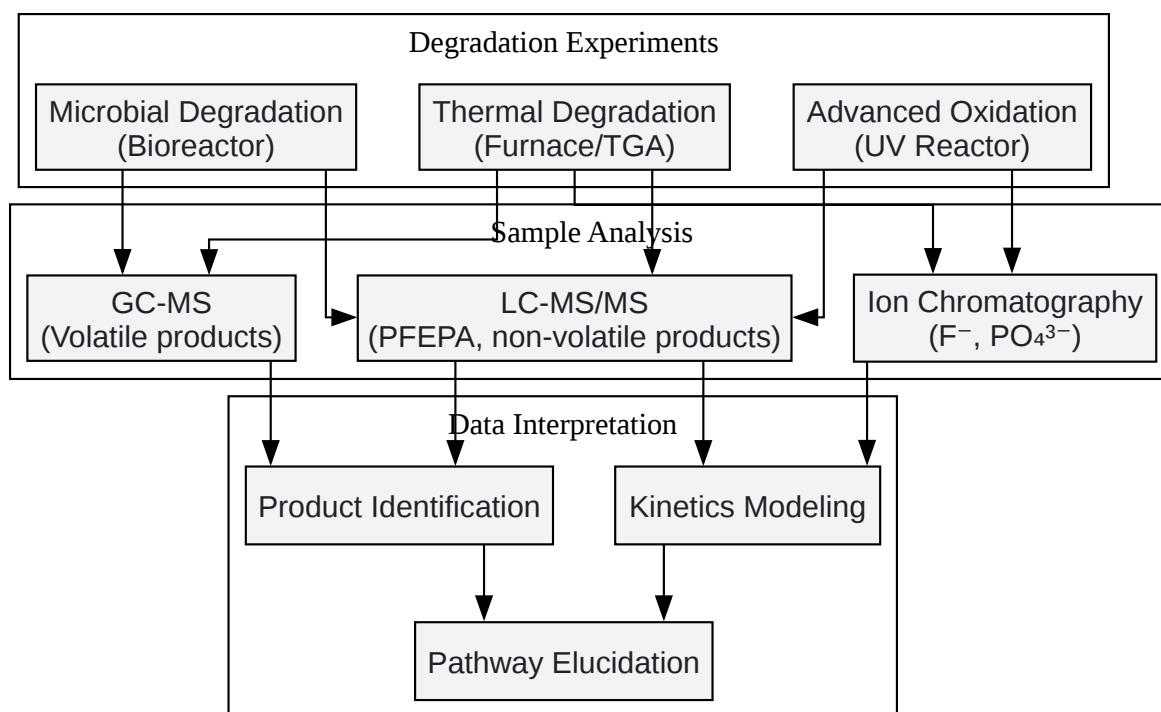 Degradation Experiments
Microbial Degradation
(Bioreactor)
Thermal Degradation
(Furnace/TGA)
Advanced Oxidation
(UV Reactor)
Sample Analysis
GC-MS
(Volatile products)
LC-MS/MS
(PFEPA, non-volatile products)
Ion Chromatography
(F⁻, PO₄³⁻)
Data Interpretation
Product Identification
Kinetics Modeling
Pathway Elucidation